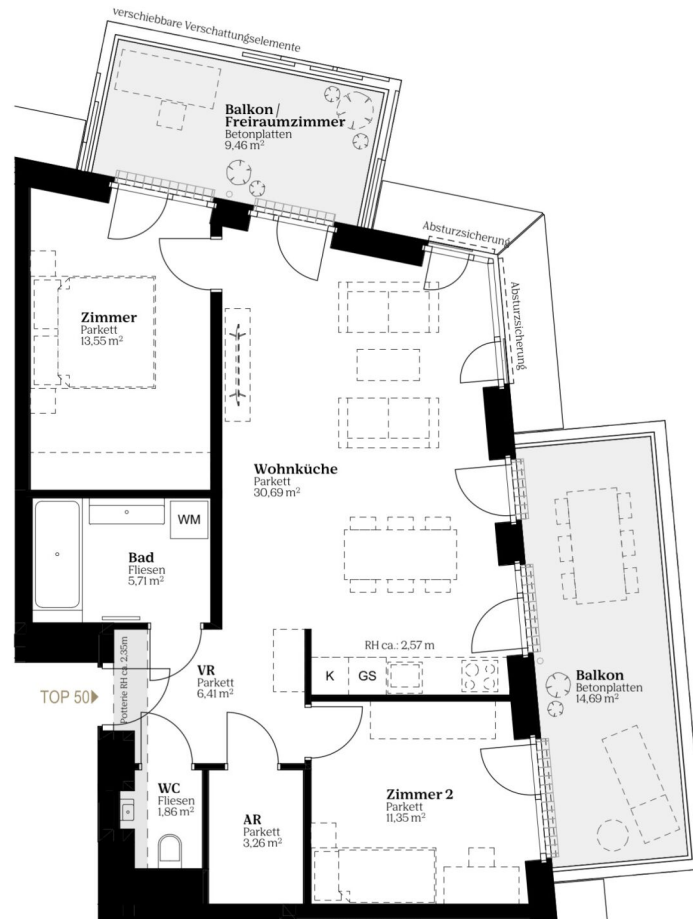 verschiebbare Verschattungselemente
Balkon/
Freiraumzimmer
Betonplatten
9,46 m²
Absturzsicherung
Absturzsicherung
Zimmer
Parkett
13,55 m²
Wohnküche
Parkett
30,69 m²
WM
Bad
Fliesen
5,71 m²
RH ca.: 2,57 m
K
GS
VR
Parkett
6,41 m²
Potterie RH ca. 2.35m
TOP 50
Balkon
Betonplatten
14,69 m²
WC
Fliesen
1,86 m²
AR
Parkett
3,26 m²
Zimmer 2
Parkett
11,35 m²